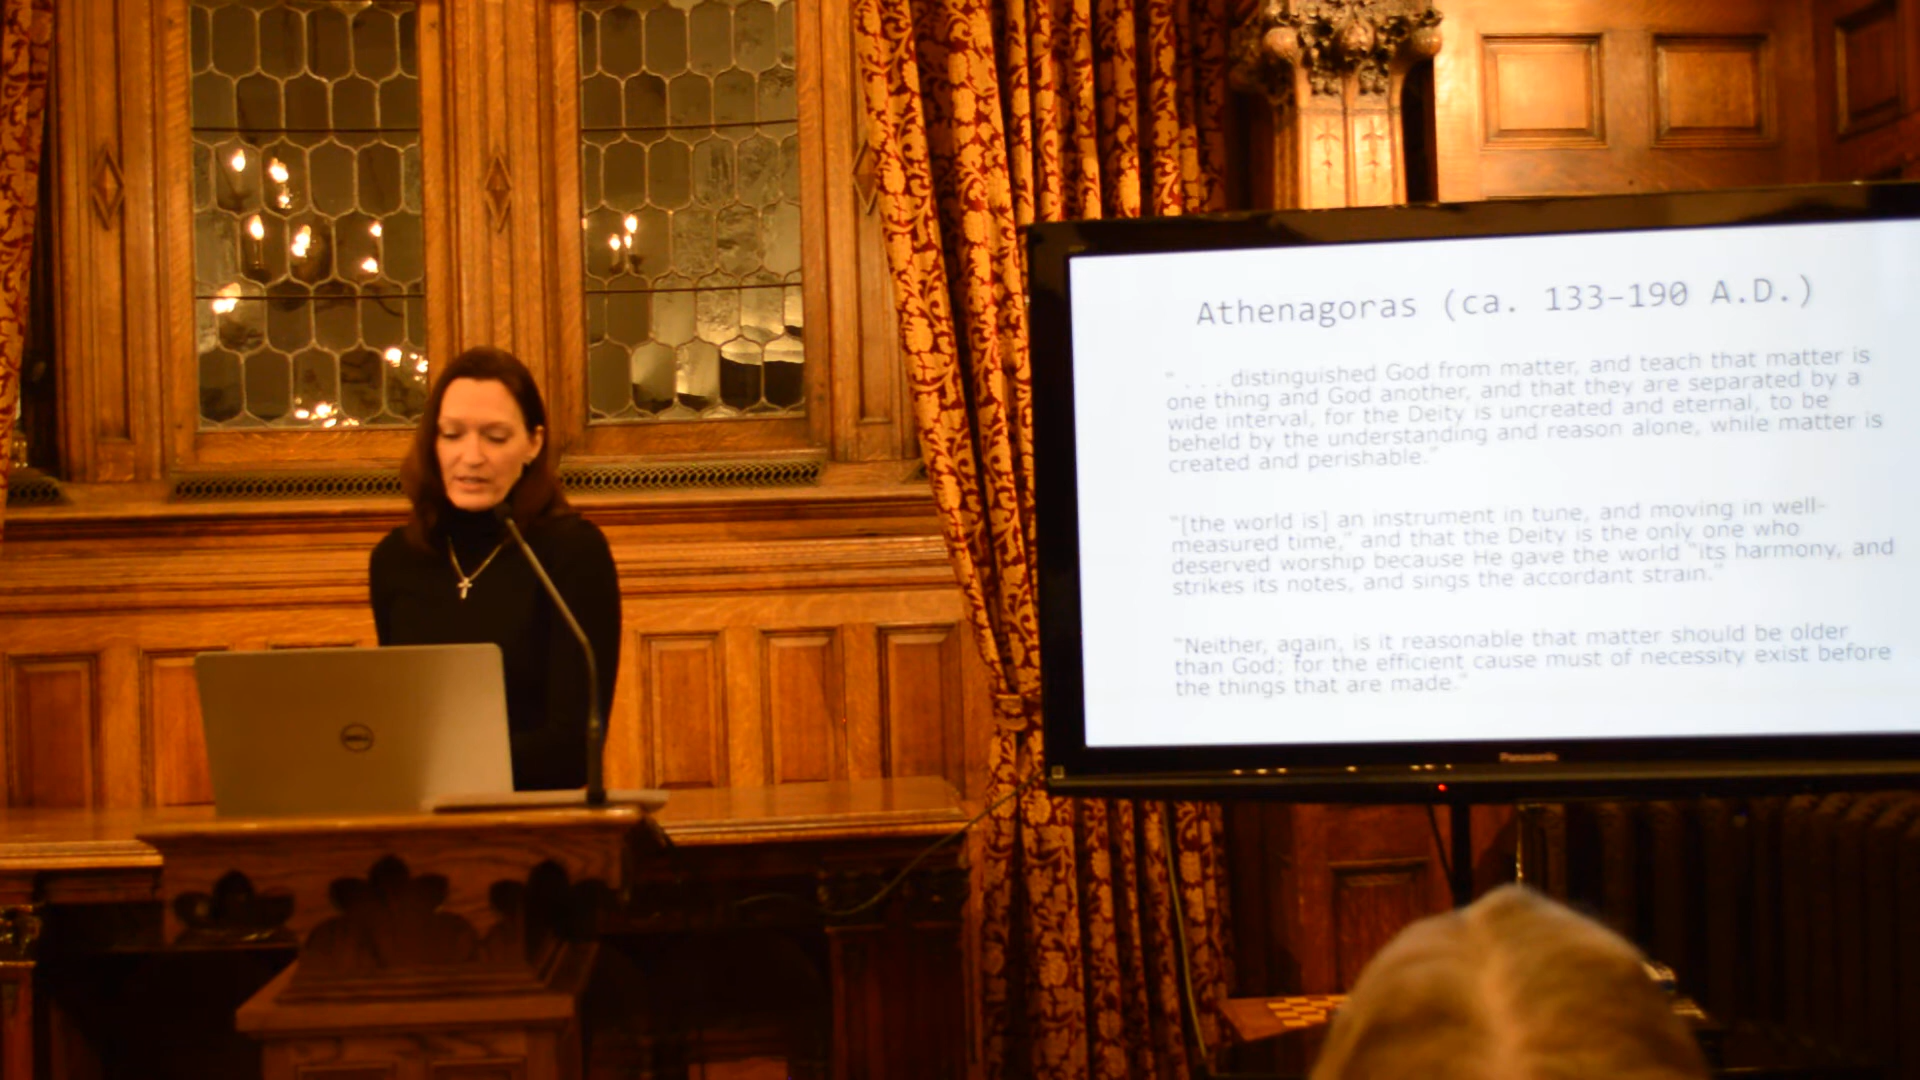 Athenagoras (ca. 133–190 A.D.)
" . . . distinguished God from matter, and teach that matter is
one thing and God another, and that they are separated by a
wide interval, for the Deity is uncreated and eternal, to be
beheld by the understanding and reason alone, while matter is
created and perishable."
"[the world is] an instrument in tune, and moving in well-
measured time," and that the Deity is the only one who
deserved worship because He gave the world "its harmony, and
strikes its notes, and sings the accordant strain."
"Neither, again, is it reasonable that matter should be older
than God; for the efficient cause must of necessity exist before
the things that are made."
Panasonic
DELL